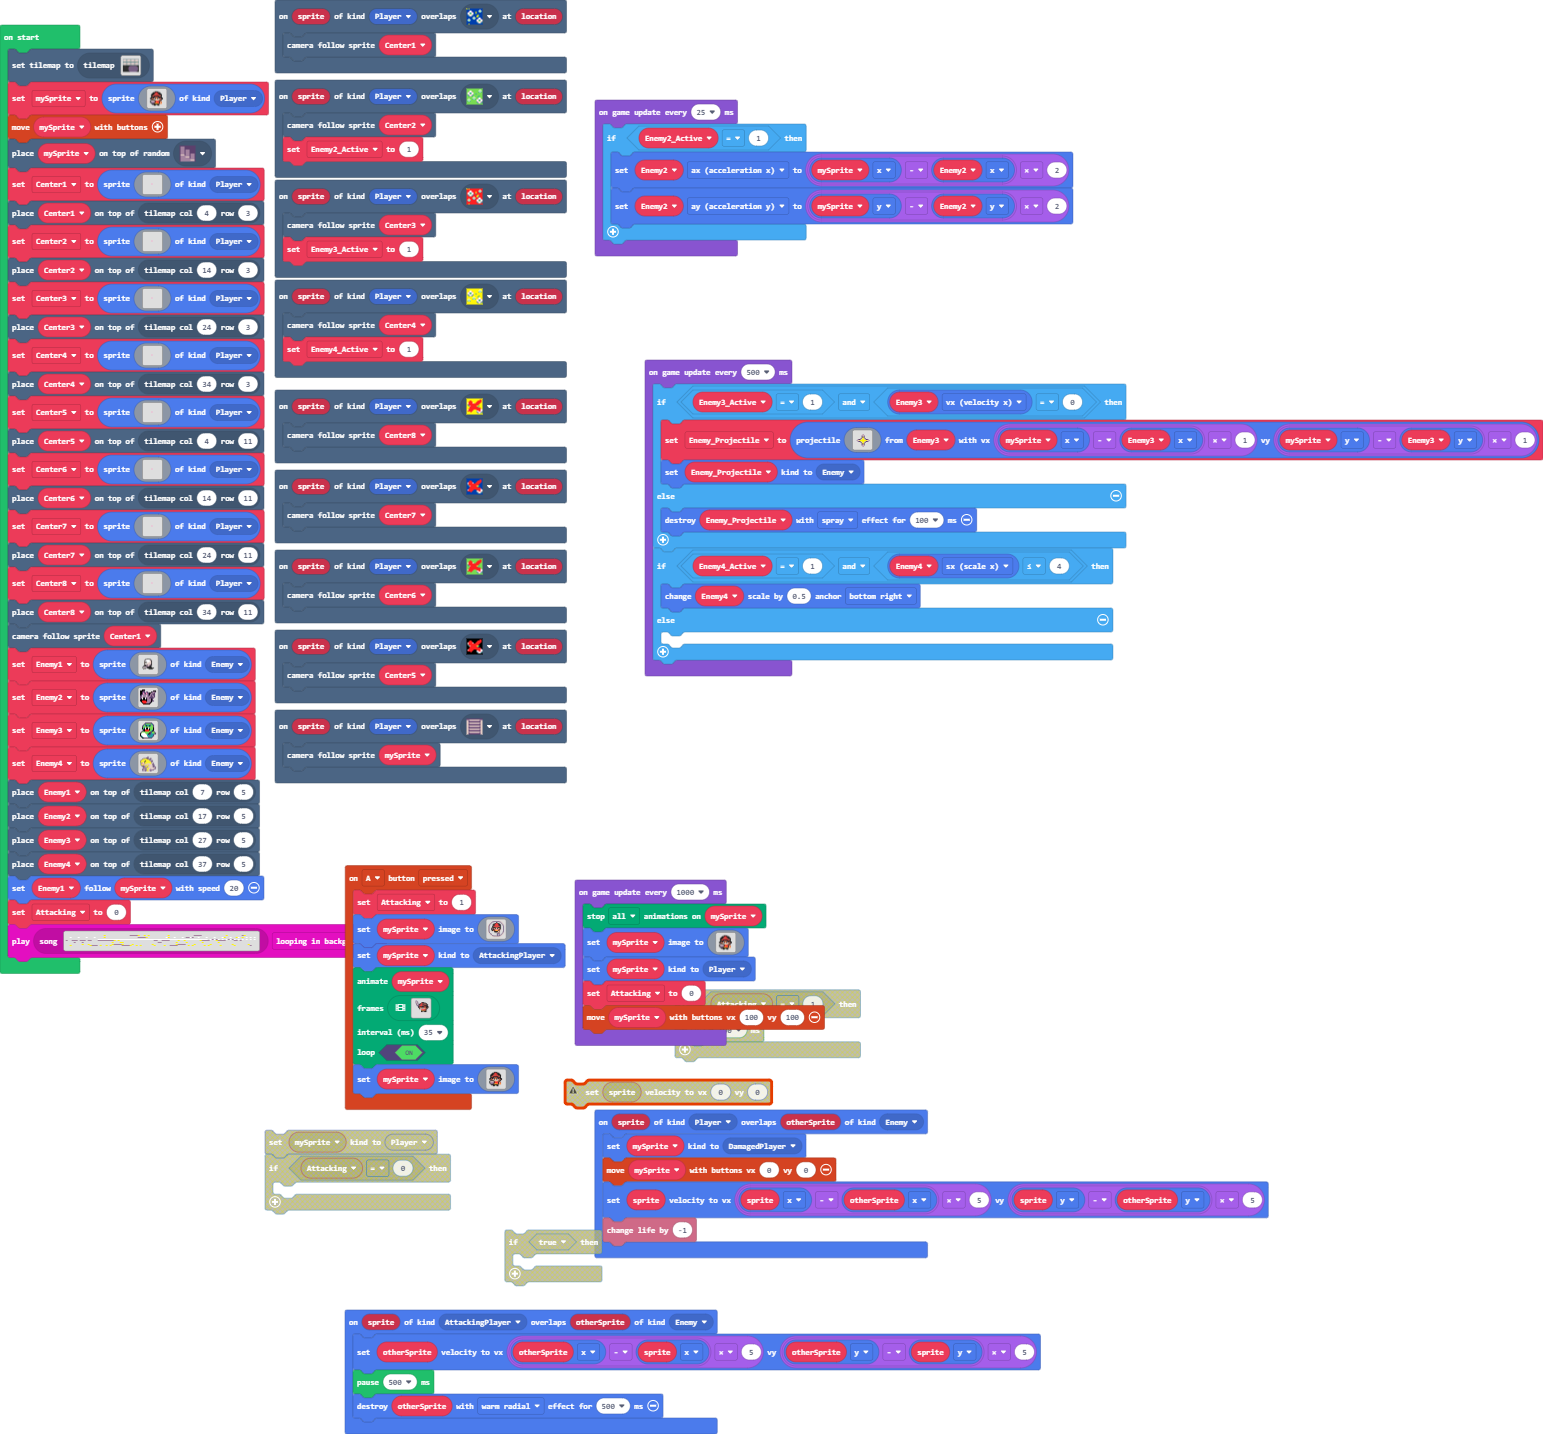 on start
set tilemap to tilemap
set mySprite to sprite of kind Player
move mySprite with buttons
place mySprite on top of random
set Center1 to sprite of kind Player
place Center1 on top of tilemap col 4 row 3
set Center2 to sprite of kind Player
place Center2 on top of tilemap col 14 row 3
set Center3 to sprite of kind Player
place Center3 on top of tilemap col 24 row 3
set Center4 to sprite of kind Player
place Center4 on top of tilemap col 34 row 3
set Center5 to sprite of kind Player
place Center5 on top of tilemap col 4 row 11
set Center6 to sprite of kind Player
place Center6 on top of tilemap col 14 row 11
set Center7 to sprite of kind Player
place Center7 on top of tilemap col 24 row 11
set Center8 to sprite of kind Player
place Center8 on top of tilemap col 34 row 11
camera follow sprite Center1
set Enemy1 to sprite of kind Enemy
set Enemy2 to sprite of kind Enemy
set Enemy3 to sprite of kind Enemy
set Enemy4 to sprite of kind Enemy
place Enemy1 on top of tilemap col 7 row 5
place Enemy2 on top of tilemap col 17 row 5
place Enemy3 on top of tilemap col 27 row 5
place Enemy4 on top of tilemap col 37 row 5
set Enemy1 follow mySprite with speed 20
set Attacking to 0
play song looping in backg
on sprite of kind Player overlaps at location
camera follow sprite Center1
on sprite of kind Player overlaps at location
camera follow sprite Center2
set Enemy2_Active to 1
on sprite of kind Player overlaps at location
camera follow sprite Center3
set Enemy3_Active to 1
on sprite of kind Player overlaps at location
camera follow sprite Center4
set Enemy4_Active to 1
on sprite of kind Player overlaps at location
camera follow sprite Center8
on sprite of kind Player overlaps at location
camera follow sprite Center7
on sprite of kind Player overlaps at location
camera follow sprite Center6
on sprite of kind Player overlaps at location
camera follow sprite Center5
on sprite of kind Player overlaps at location
camera follow sprite mySprite
on game update every 25 ms
if Enemy2_Active = 1 then
set Enemy2 ax (acceleration x) to mySprite x - Enemy2 x × 2
set Enemy2 ay (acceleration y) to mySprite y - Enemy2 y × 2
on game update every 500 ms
if Enemy3_Active = 1 and Enemy3 vx (velocity x) = 0 then
set Enemy_Projectile to projectile from Enemy3 with vx mySprite x - Enemy3 x × 1 vy mySprite y - Enemy3 y × 1
set Enemy_Projectile kind to Enemy
else
destroy Enemy_Projectile with spray effect for 100 ms
if Enemy4_Active = 1 and Enemy4 sx (scale x) ≤ 4 then
change Enemy4 scale by 0.5 anchor bottom right
else
on A button pressed
set Attacking to 1
set mySprite image to
set mySprite kind to AttackingPlayer
animate mySprite
frames
interval (ms) 35
loop ON
set mySprite image to
on game update every 1000 ms
stop all animations on mySprite
set mySprite image to
set mySprite kind to Player
set Attacking to 0
move mySprite with buttons vx 100 vy 100
Attacking = 1 then
ms
set sprite velocity to vx 0 vy 0
set mySprite kind to Player
if Attacking = 0 then
on sprite of kind Player overlaps otherSprite of kind Enemy
set mySprite kind to DamagedPlayer
move mySprite with buttons vx 0 vy 0
set sprite velocity to vx sprite x - otherSprite x × 5 vy sprite y - otherSprite y × 5
change life by -1
if true then
on sprite of kind AttackingPlayer overlaps otherSprite of kind Enemy
set otherSprite velocity to vx otherSprite x - sprite x × 5 vy otherSprite y - sprite y × 5
pause 500 ms
destroy otherSprite with warm radial effect for 500 ms